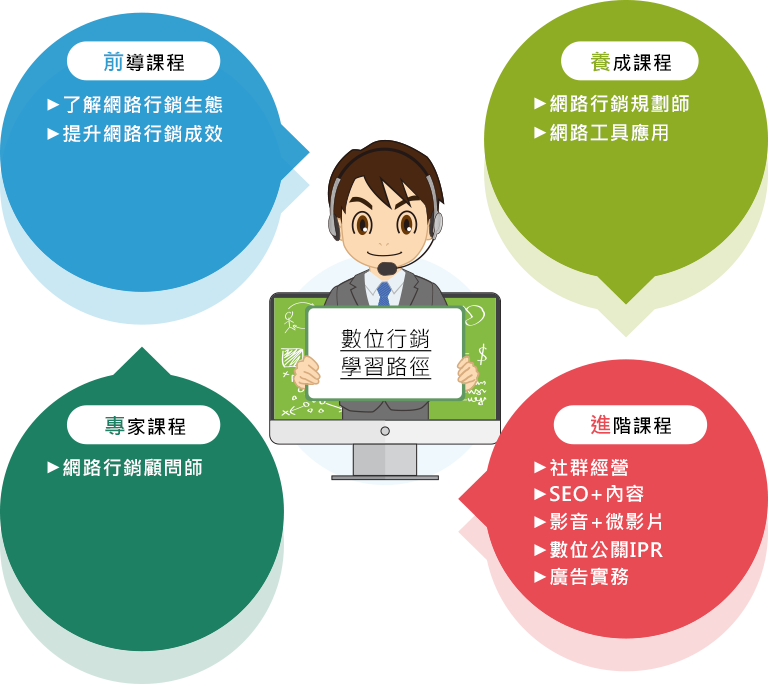 前導課程
▶了解網路行銷生態
▶提升網路行銷成效
養成課程
▶網路行銷規劃師
▶網路工具應用
數位行銷
學習路徑
專家課程
▶網路行銷顧問師
進階課程
▶社群經營
▶SEO+內容
▶影音+微影片
▶數位公關IPR
▶廣告實務